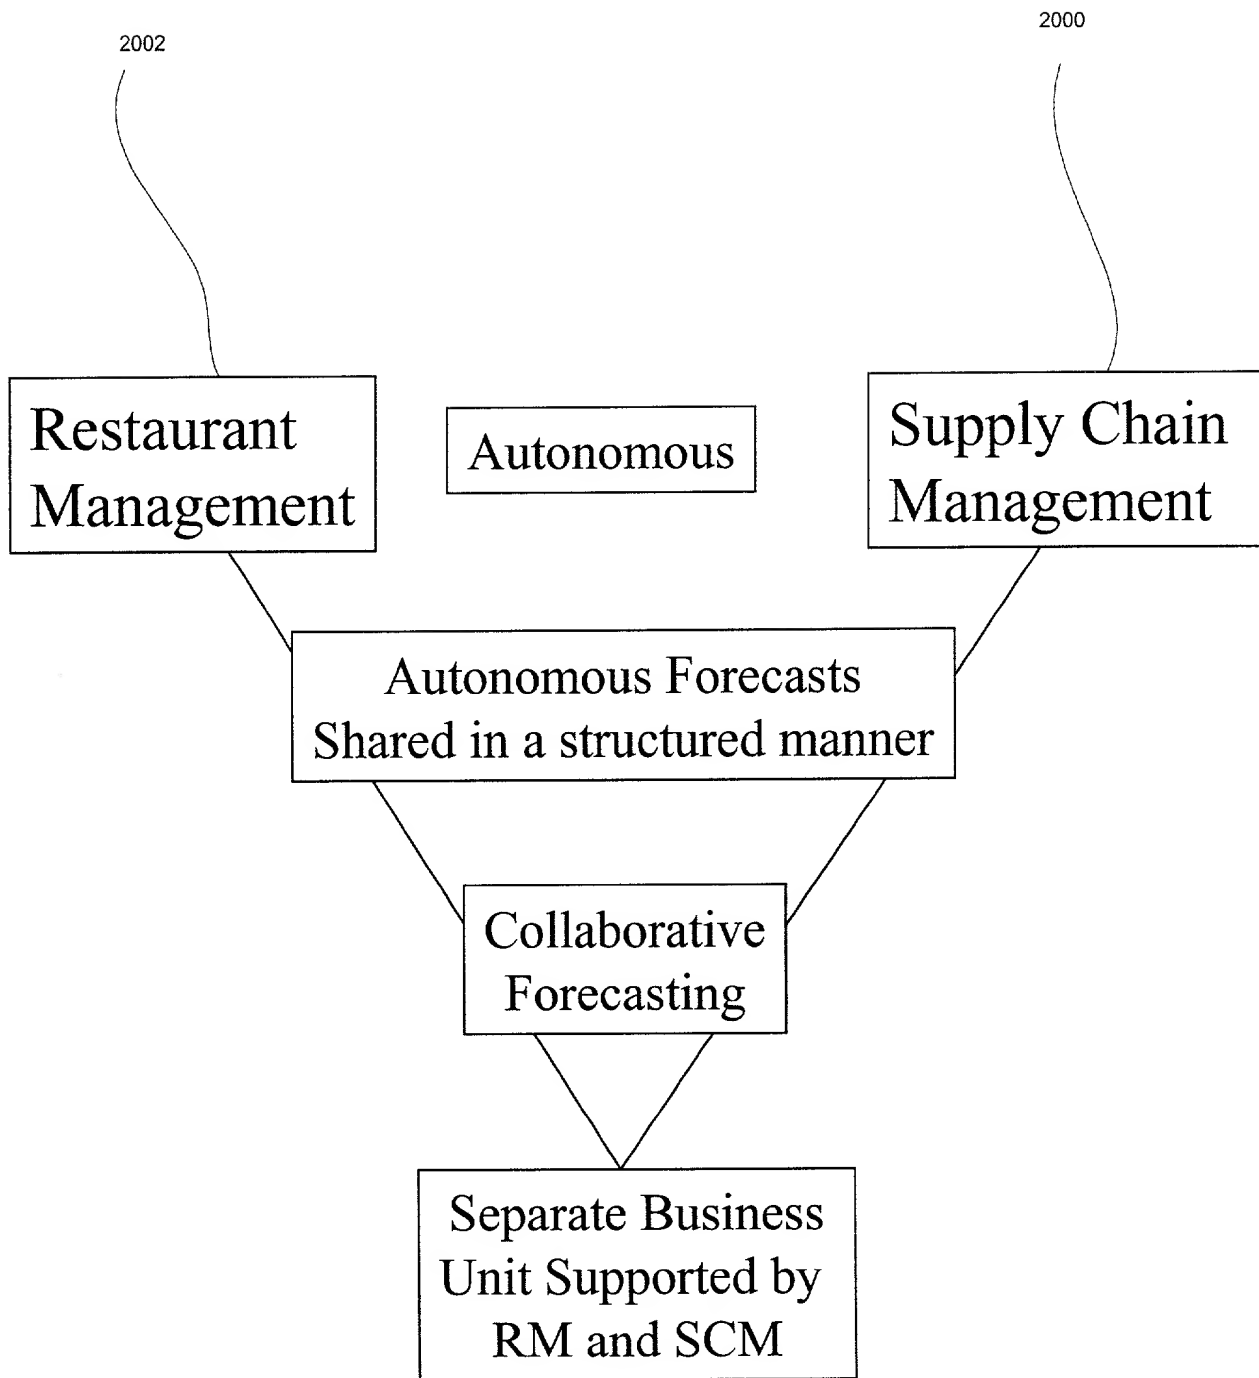 2002
2000
Restaurant
Management
Autonomous
Supply Chain
Management
Autonomous Forecasts
Shared in a structured manner
Collaborative
Forecasting
Separate Business
Unit Supported by
RM and SCM